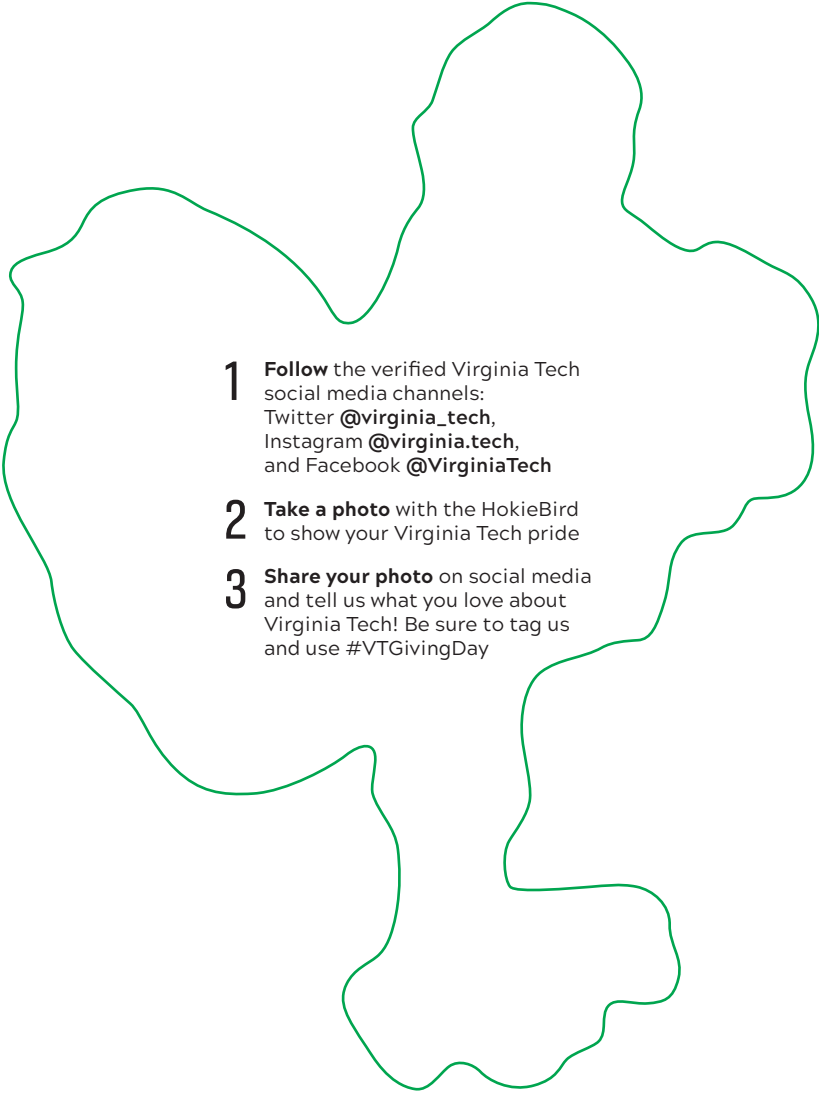 1 Follow the verified Virginia Tech
social media channels:
Twitter @virginia_tech,
Instagram @virginia.tech,
and Facebook @VirginiaTech
2 Take a photo with the HokieBird
to show your Virginia Tech pride
3 Share your photo on social media
and tell us what you love about
Virginia Tech! Be sure to tag us
and use #VTGivingDay